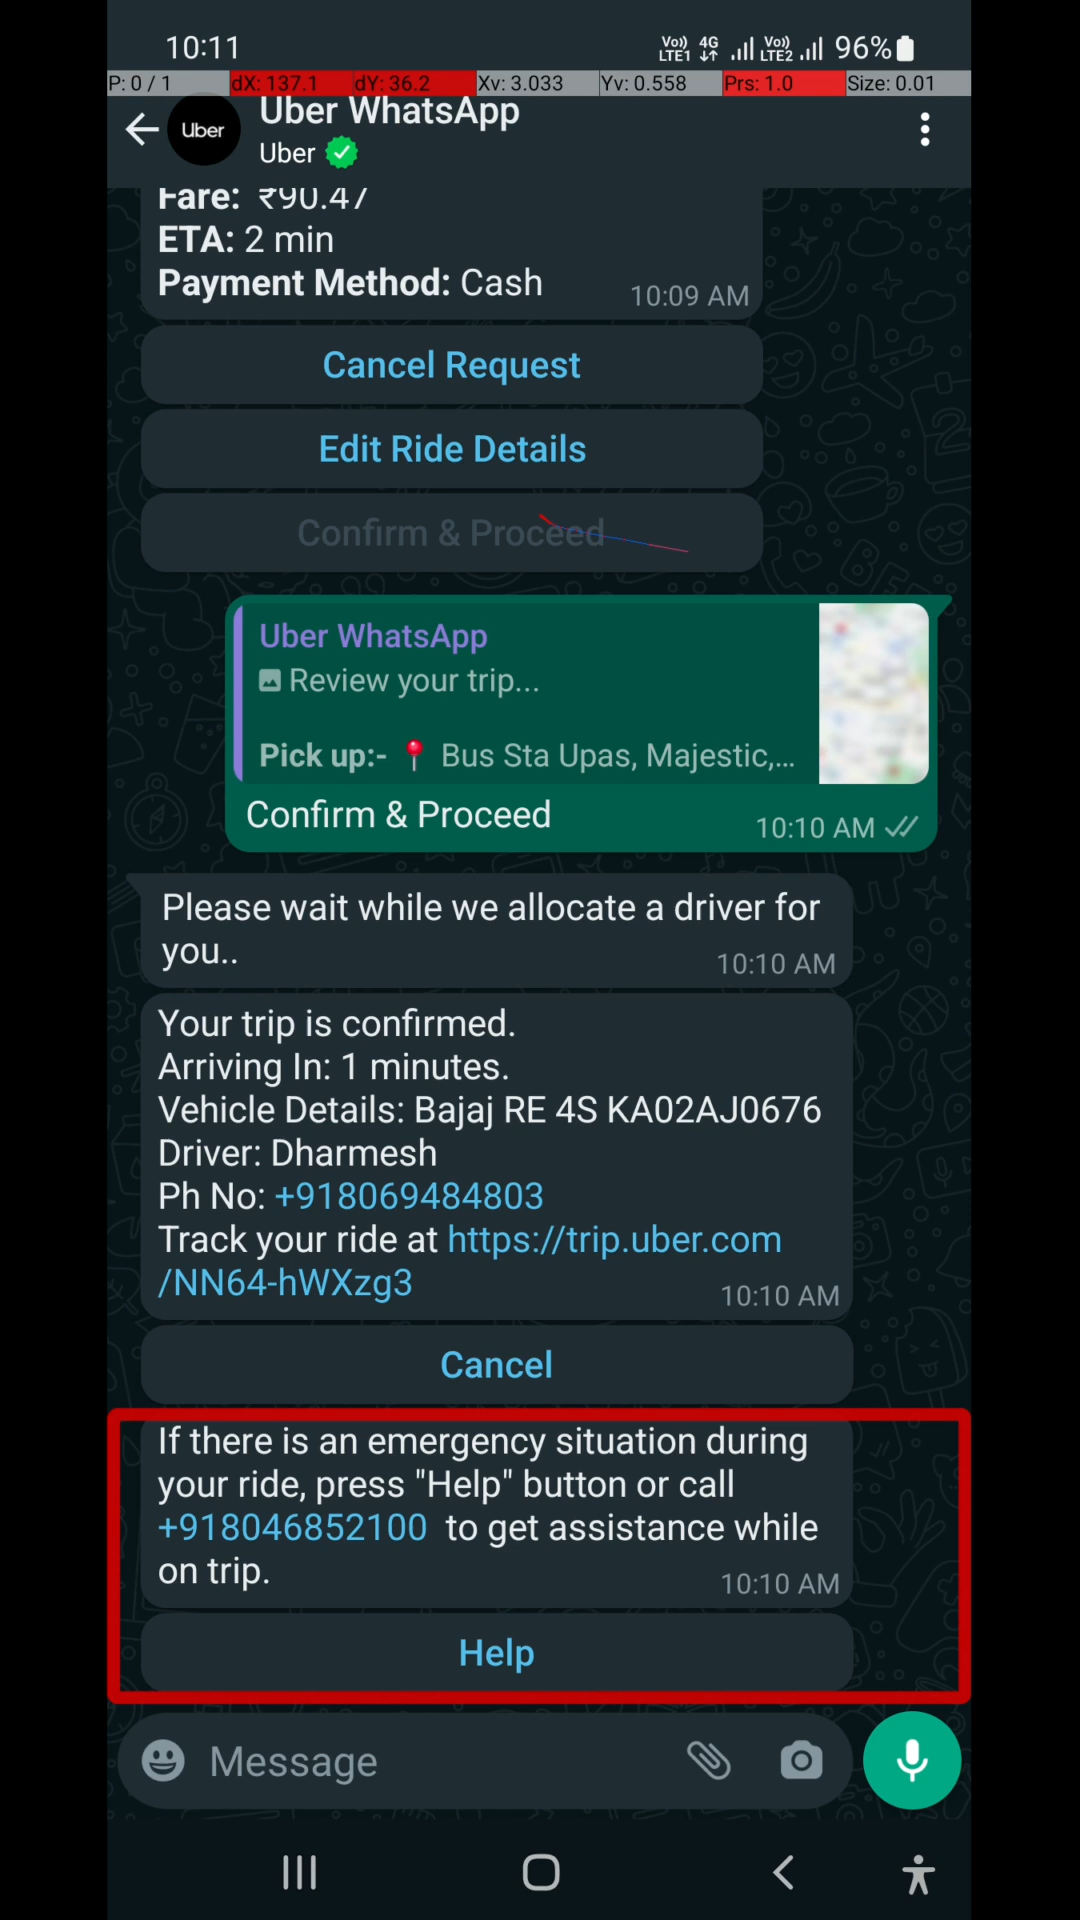 10:11
Vo)) LTE1 4G Vo)) LTE2 96%
P: 0 / 1 dX: 137.1 dY: 36.2 Xv: 3.033 Yv: 0.558 Prs: 1.0 Size: 0.01
Uber Uber WhatsApp
Uber
Fare: ₹90.47
ETA: 2 min
Payment Method: Cash
10:09 AM
Cancel Request
Edit Ride Details
Confirm & Proceed
Uber WhatsApp
Review your trip...
Pick up:- 📍 Bus Sta Upas, Majestic,...
Confirm & Proceed
10:10 AM
Please wait while we allocate a driver for
you..
10:10 AM
Your trip is confirmed.
Arriving In: 1 minutes.
Vehicle Details: Bajaj RE 4S KA02AJ0676
Driver: Dharmesh
Ph No: +918069484803
Track your ride at https://trip.uber.com
/NN64-hWXzg3
10:10 AM
Cancel
If there is an emergency situation during
your ride, press "Help" button or call
+918046852100 to get assistance while
on trip.
10:10 AM
Help
Message